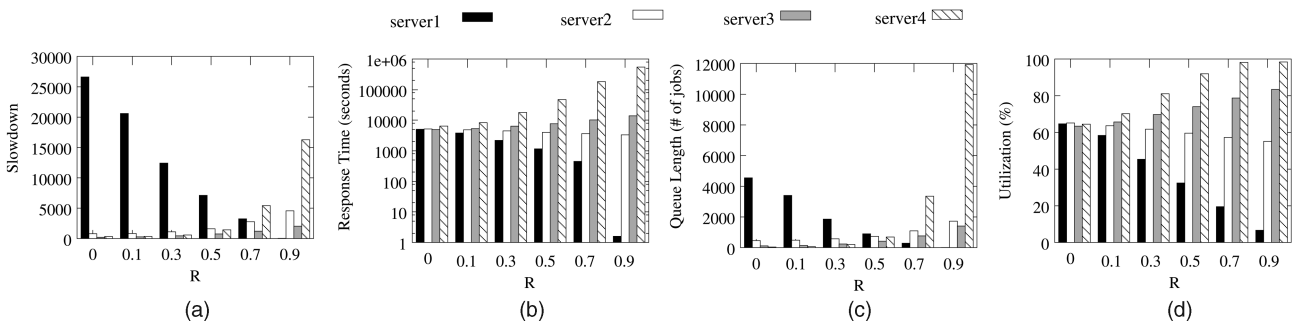 server1 server2 server3 server4
Slowdown
30000
25000
20000
15000
10000
5000
0
0 0.1 0.3 0.5 0.7 0.9
R
(a)
Response Time (seconds)
1e+06
100000
10000
1000
100
10
1
0 0.1 0.3 0.5 0.7 0.9
R
(b)
Queue Length (# of jobs)
12000
10000
8000
6000
4000
2000
0
0 0.1 0.3 0.5 0.7 0.9
R
(c)
Utilization (%)
100
80
60
40
20
0
0 0.1 0.3 0.5 0.7 0.9
R
(d)